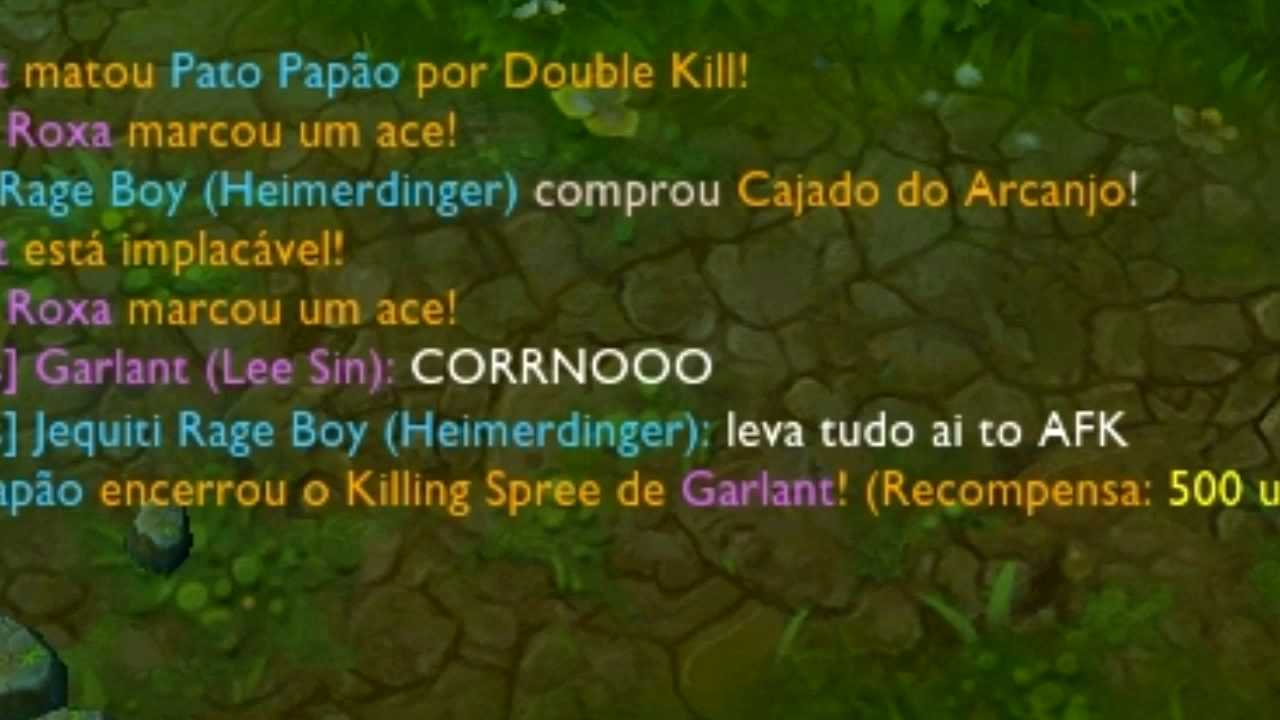 matou Pato Papão por Double Kill!
Roxa marcou um ace!
Rage Boy (Heimerdinger) comprou Cajado do Arcanjo!
está implacável!
Roxa marcou um ace!
] Garlant (Lee Sin): CORRNOOO
] Jequiti Rage Boy (Heimerdinger): leva tudo ai to AFK
apão encerrou o Killing Spree de Garlant! (Recompensa: 500 u